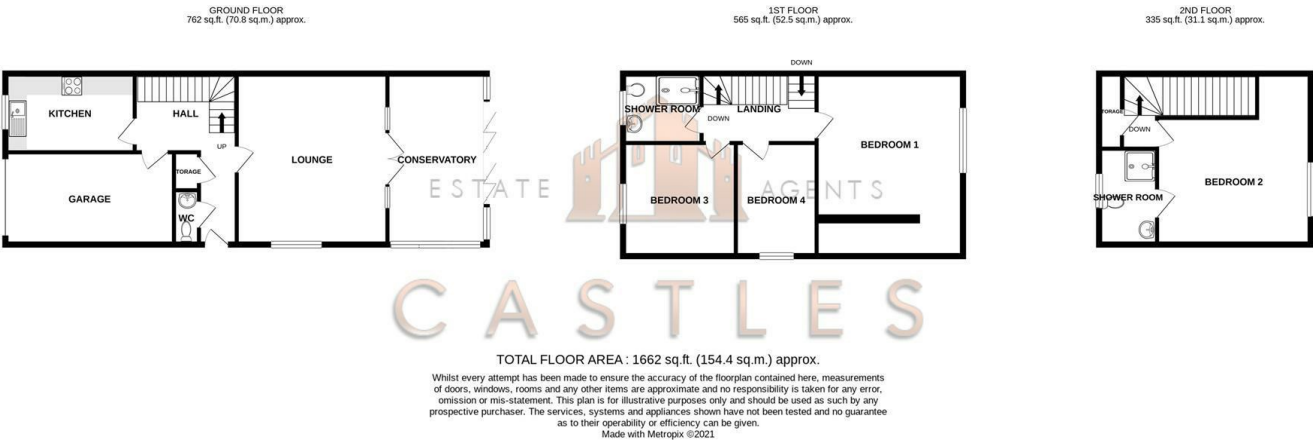 GROUND FLOOR
762 sq.ft. (70.8 sq.m.) approx.
KITCHEN
HALL
UP
LOUNGE
CONSERVATORY
GARAGE
TORAGE
WC
1ST FLOOR
565 sq.ft. (52.5 sq.m.) approx.
DOWN
SHOWER ROOM
LANDING
DOWN
BEDROOM 1
BEDROOM 3
BEDROOM 4
2ND FLOOR
335 sq.ft. (31.1 sq.m.) approx.
TORAGE
DOWN
BEDROOM 2
SHOWER ROOM
ESTATE AGENTS
CASTLES
TOTAL FLOOR AREA : 1662 sq.ft. (154.4 sq.m.) approx.
Whilst every attempt has been made to ensure the accuracy of the floorplan contained here, measurements
of doors, windows, rooms and any other items are approximate and no responsibility is taken for any error,
omission or mis-statement. This plan is for illustrative purposes only and should be used as such by any
prospective purchaser. The services, systems and appliances shown have not been tested and no guarantee
as to their operability or efficiency can be given.
Made with Metropix ©2021